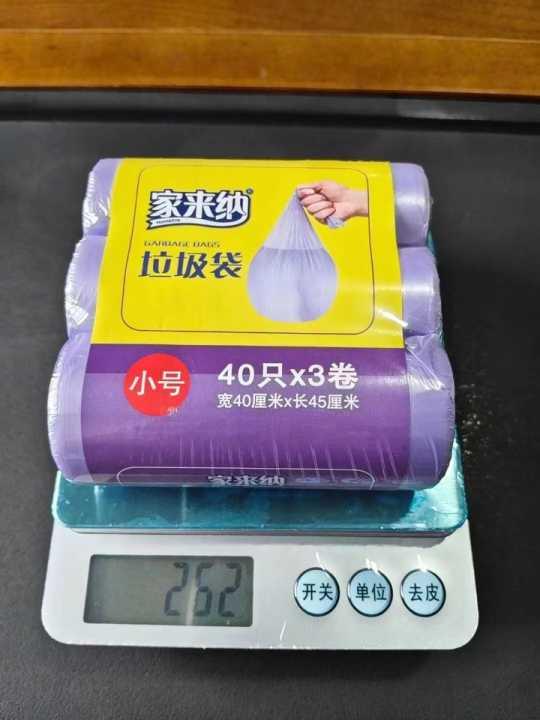 家来纳
GARBAGE BAGS
垃圾袋
小号
40只x3卷
宽40厘米x长45厘米
家来纳
262
开关
单位
去皮